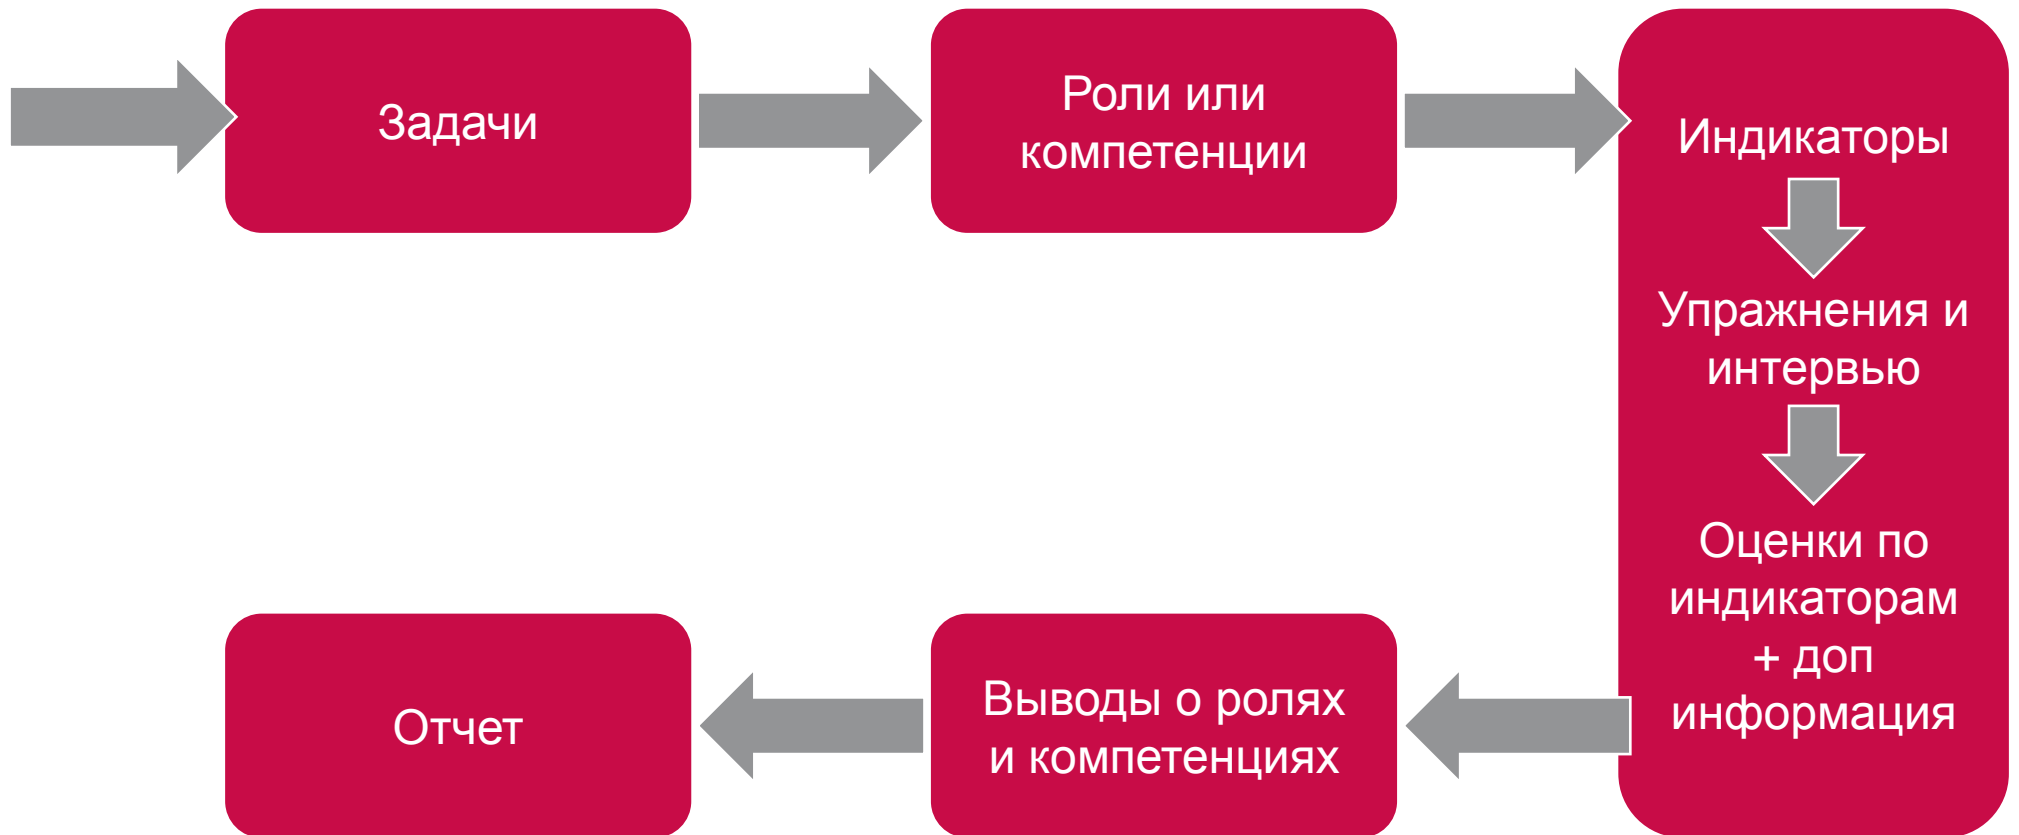 Задачи
Роли или
компетенции
Индикаторы
Упражнения и
интервью
Оценки по
индикаторам
+ доп
информация
Выводы о ролях
и компетенциях
Отчет